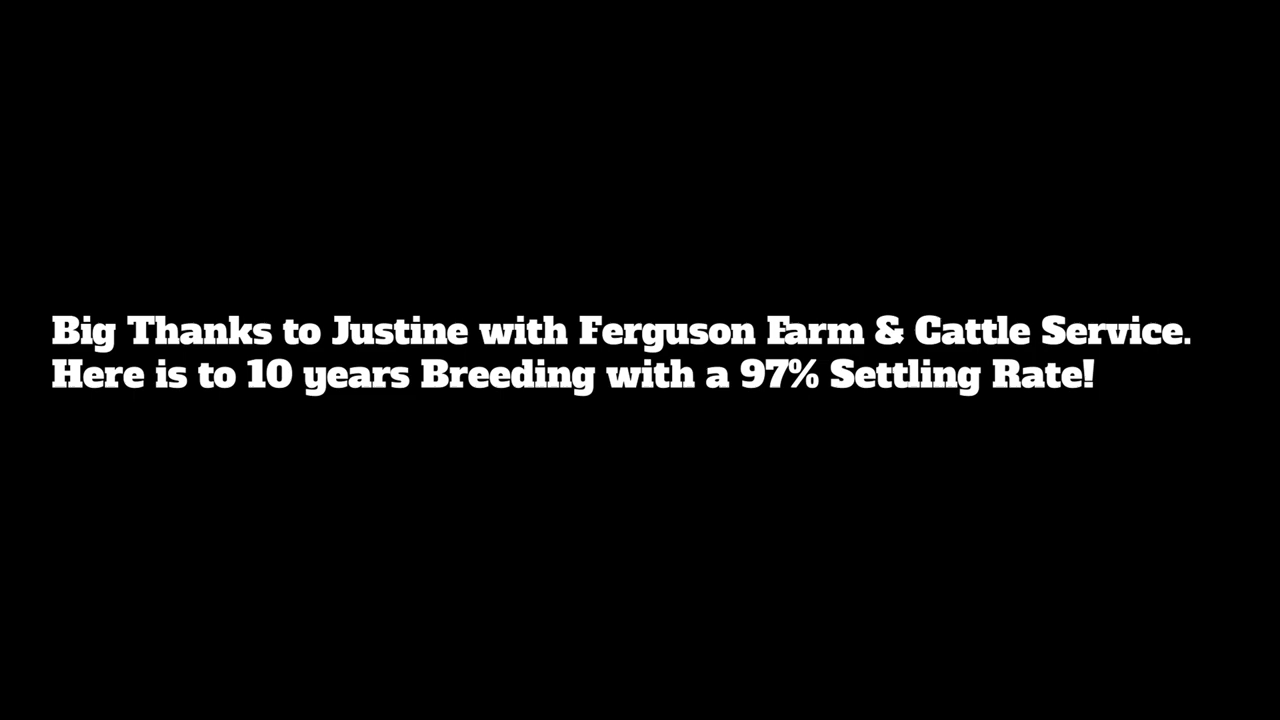 Big Thanks to Justine with Ferguson Farm & Cattle Service.
Here is to 10 years Breeding with a 97% Settling Rate!